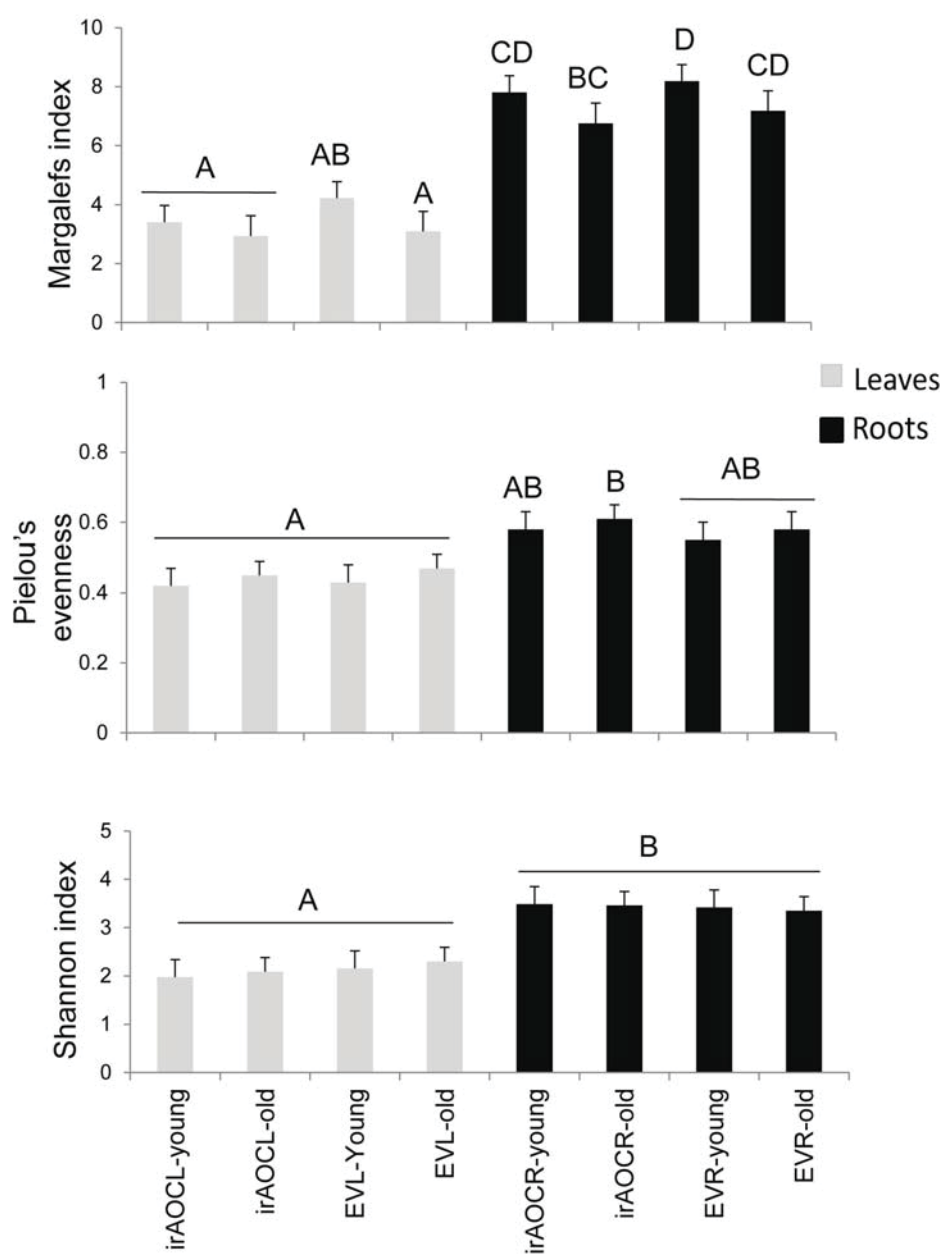 10
8
6
4
2
0
Margalefs index
A
AB
A
CD
BC
D
CD
Leaves
Roots
1
0.8
0.6
0.4
0.2
0
Pielou's
evenness
A
AB
B
AB
5
4
3
2
1
0
Shannon index
A
B
irAOCL-young
irAOCL-old
EVL-Young
EVL-old
irAOCR-young
irAOCR-old
EVR-young
EVR-old